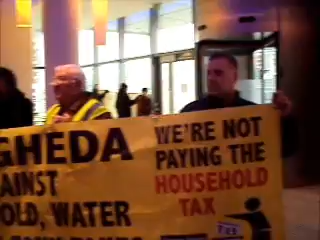 GHEDA
AINST
OLD, WATER
WE'RE NOT
PAYING THE
HOUSEHOLD
TAX